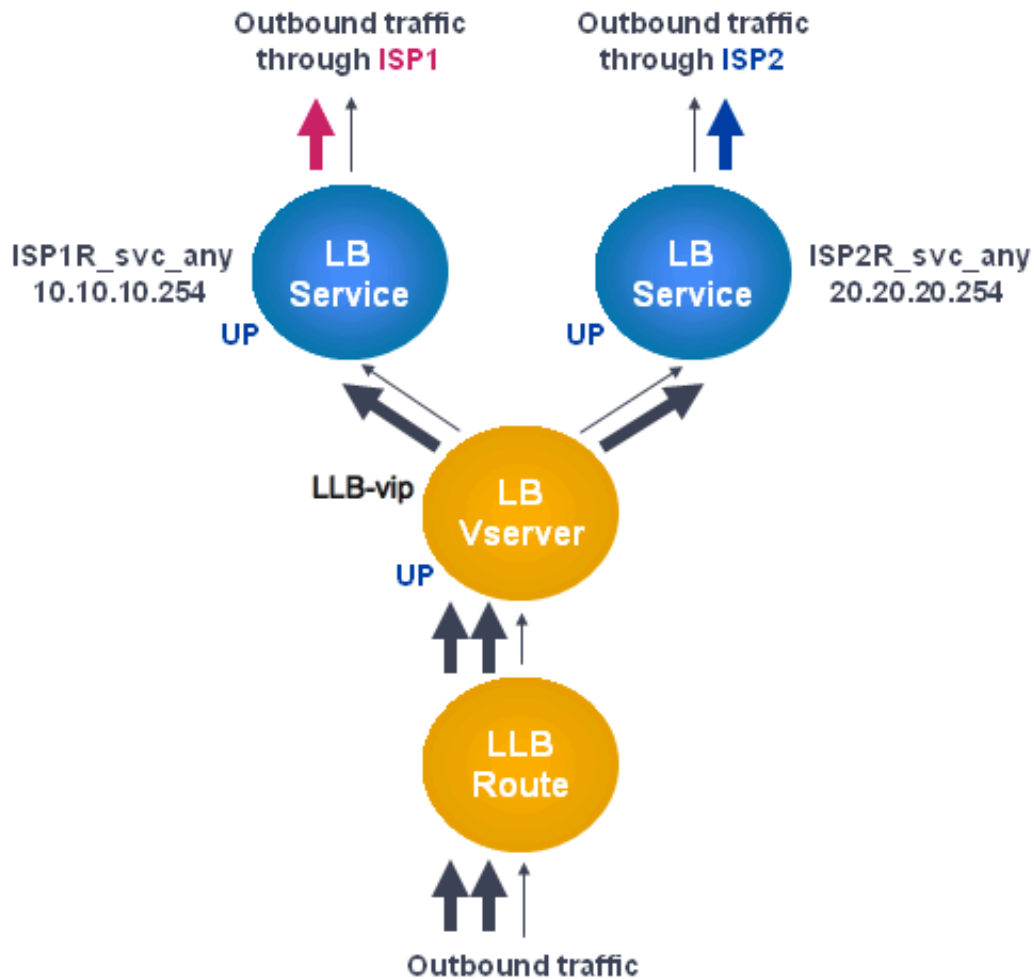 Outbound traffic
through ISP1
Outbound traffic
through ISP2
LB
Service
ISP1R_svc_any
10.10.10.254
UP
LB
Service
ISP2R_svc_any
20.20.20.254
UP
LLB-vip
LB
Vserver
UP
LLB
Route
Outbound traffic